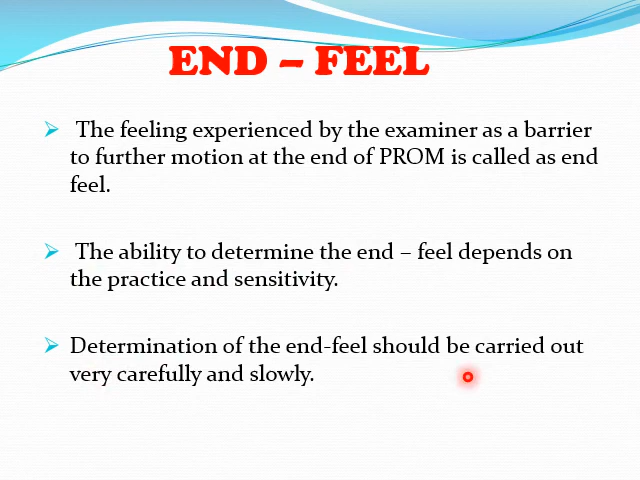 END – FEEL
The feeling experienced by the examiner as a barrier
to further motion at the end of PROM is called as end
feel.
The ability to determine the end – feel depends on
the practice and sensitivity.
Determination of the end-feel should be carried out
very carefully and slowly.